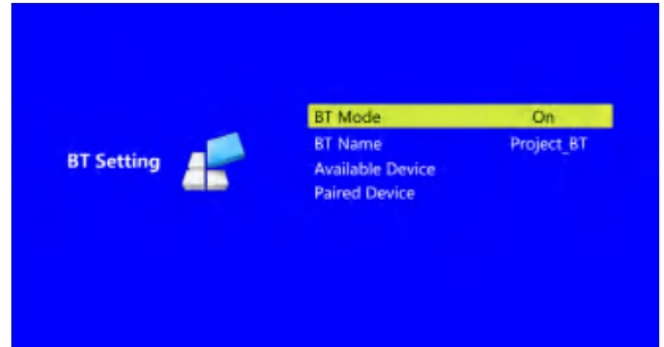 BT Setting
BT Mode On
BT Name Project_BT
Available Device
Paired Device